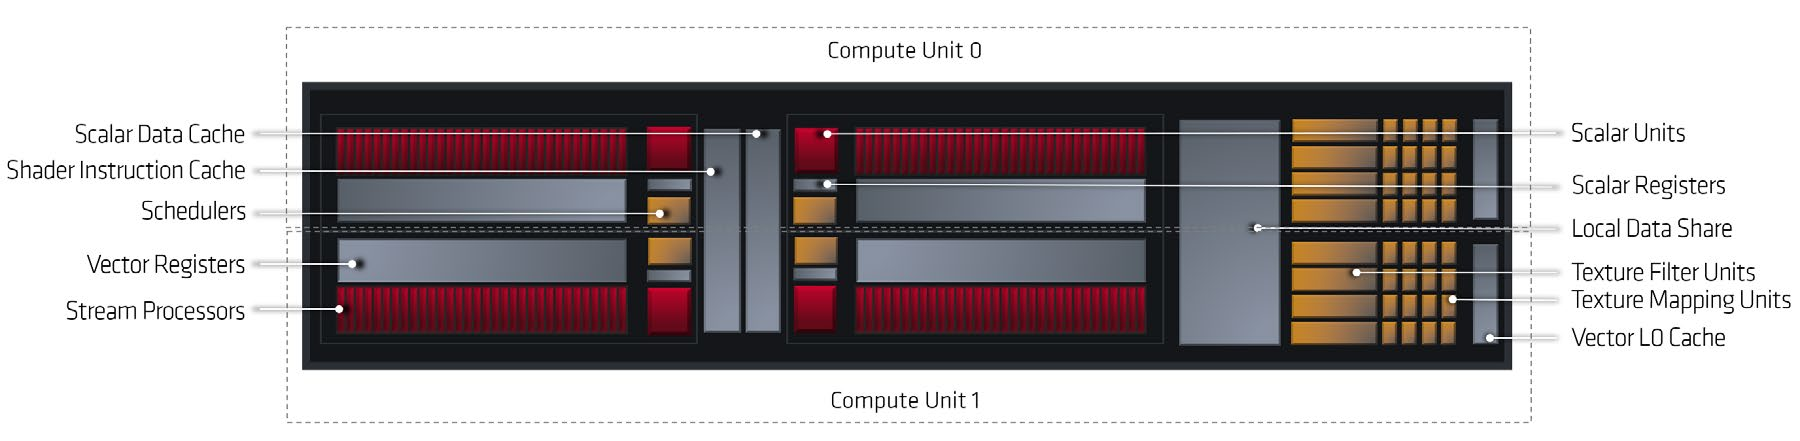 Compute Unit 0
Scalar Data Cache
Shader Instruction Cache
Schedulers
Vector Registers
Stream Processors
Scalar Units
Scalar Registers
Local Data Share
Texture Filter Units
Texture Mapping Units
Vector L0 Cache
Compute Unit 1